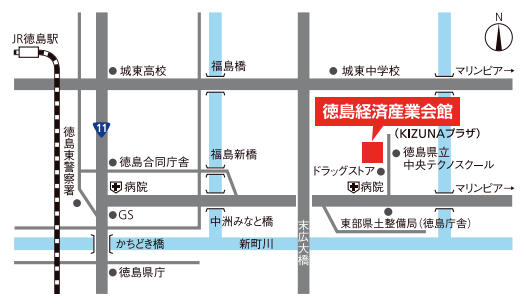 JR徳島駅
N
城東高校
福島橋
城東中学校
マリンピア→
徳島経済産業会館
(KIZUNAプラザ)
11
徳島東警察署
徳島合同庁舎
福島新橋
徳島県立
中央テクノスクール
ドラッグストア
病院
病院
マリンピア→
GS
中洲みなと橋
末広大橋
東部県土整備局(徳島庁舎)
かちどき橋
新町川
徳島県庁